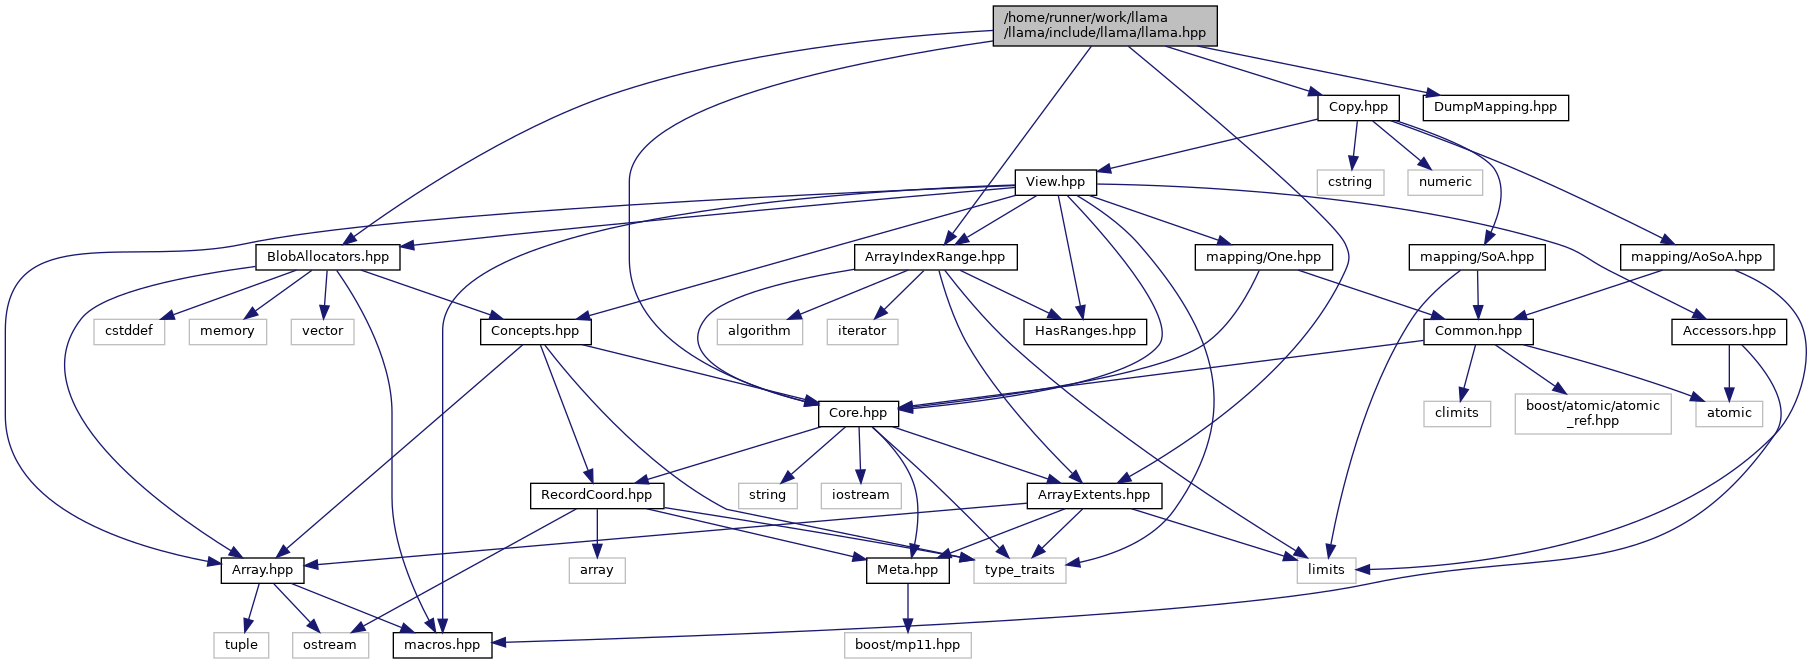 /home/runner/work/llama
/llama/include/llama/llama.hpp
Copy.hpp
DumpMapping.hpp
View.hpp
cstring
numeric
BlobAllocators.hpp
ArrayIndexRange.hpp
mapping/One.hpp
mapping/SoA.hpp
mapping/AoSoA.hpp
cstddef
memory
vector
Concepts.hpp
algorithm
iterator
HasRanges.hpp
Common.hpp
Accessors.hpp
Core.hpp
climits
boost/atomic/atomic
_ref.hpp
atomic
RecordCoord.hpp
string
iostream
ArrayExtents.hpp
Array.hpp
array
Meta.hpp
type_traits
limits
tuple
ostream
macros.hpp
boost/mp11.hpp